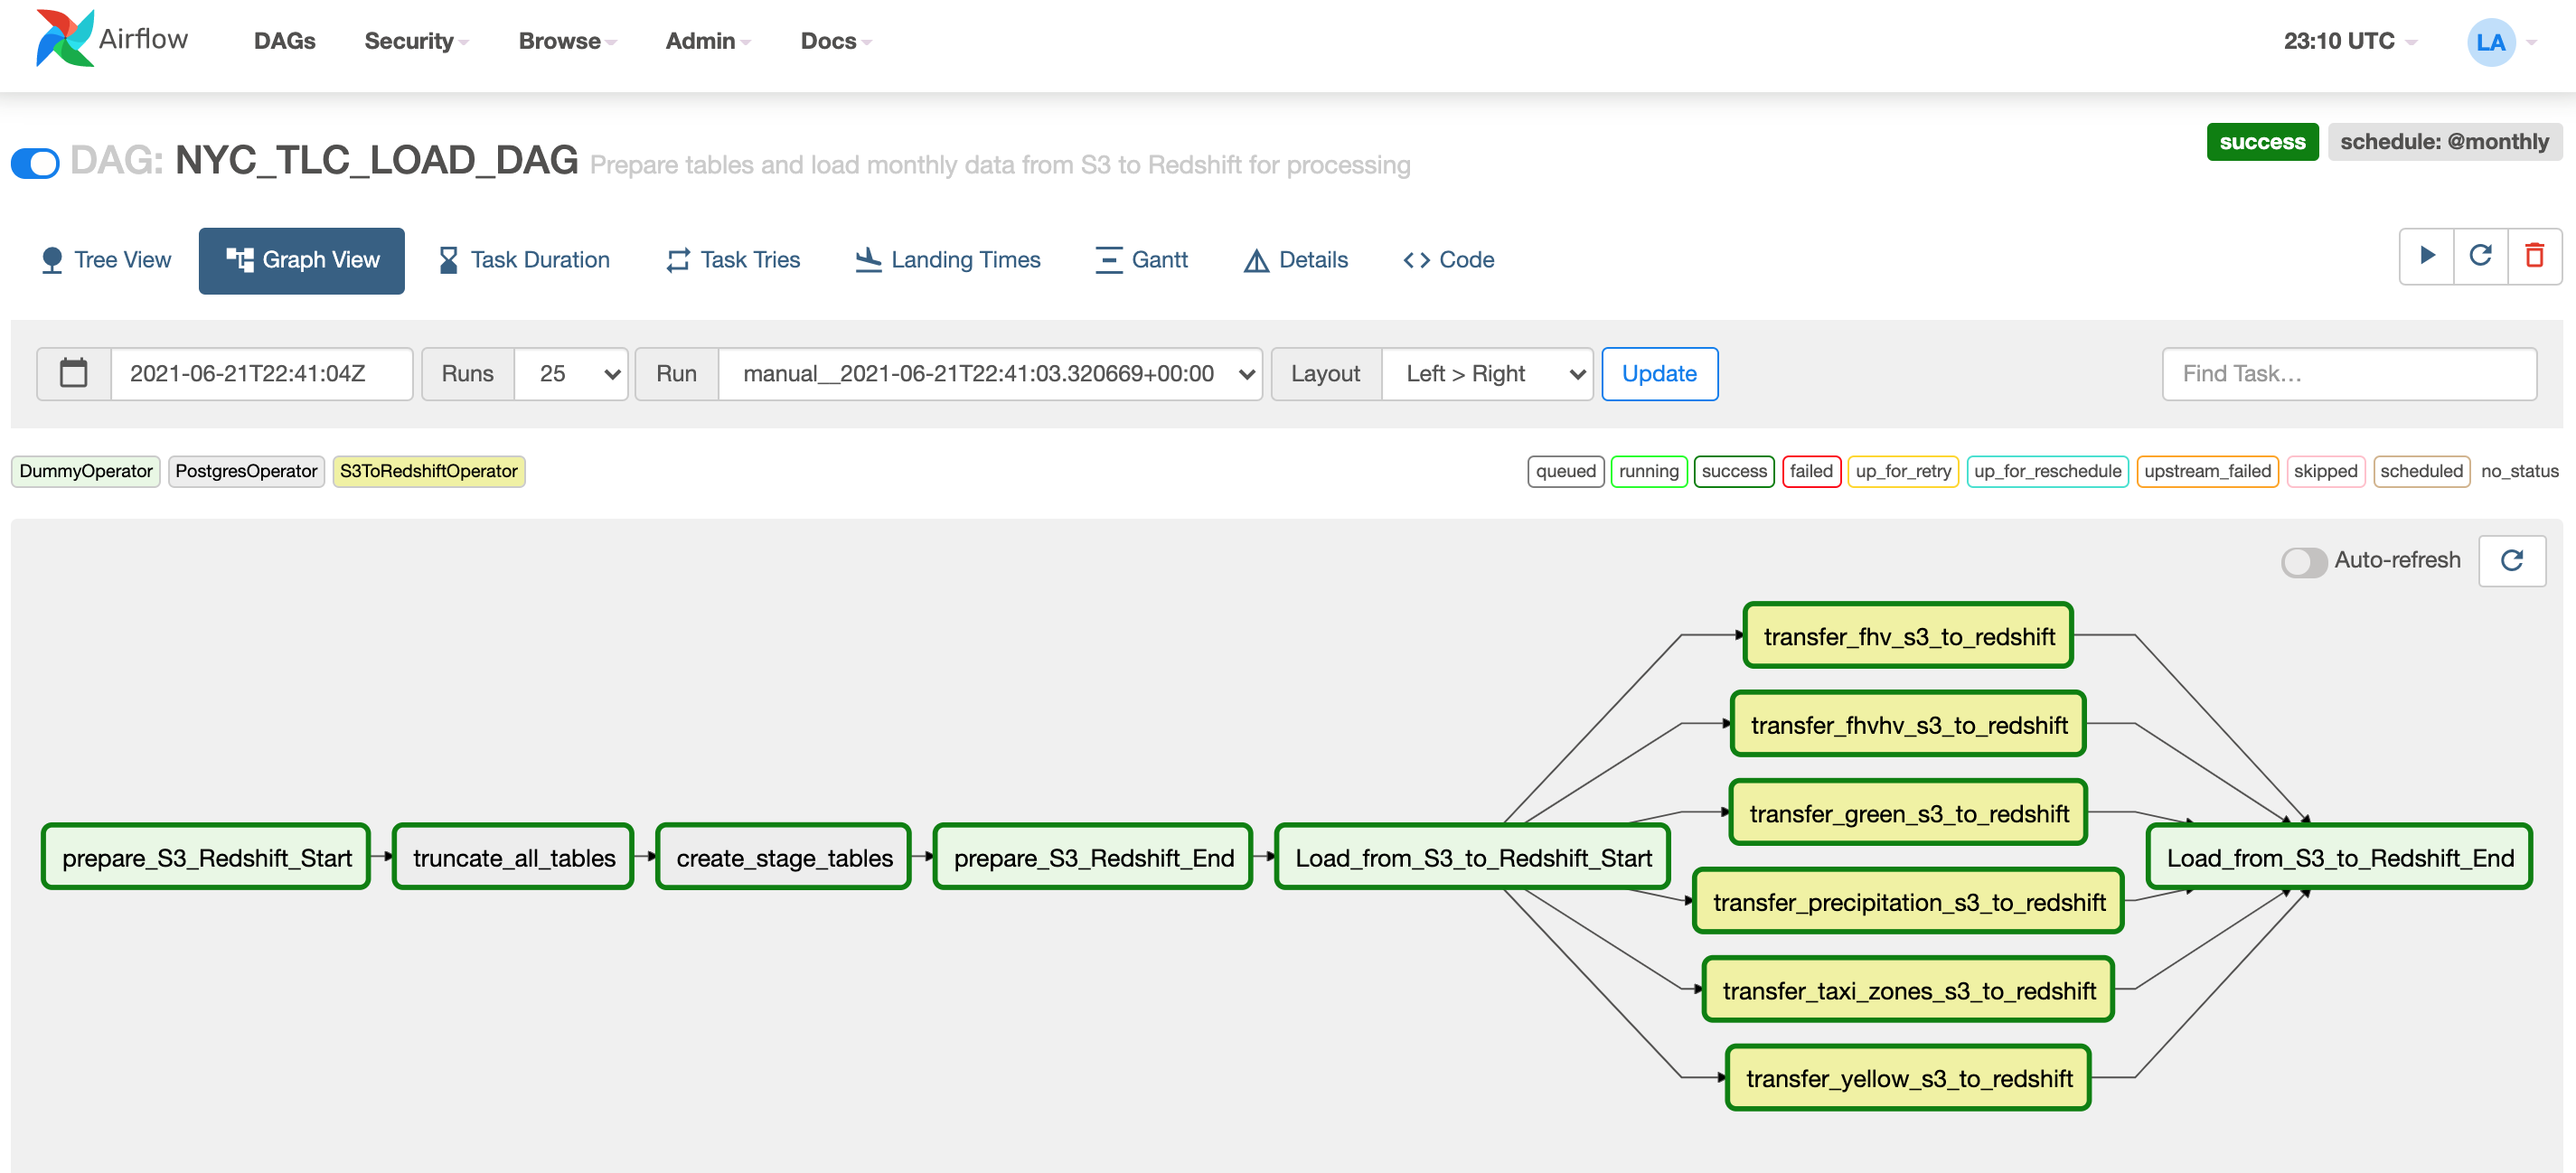 Airflow DAGs Security Browse Admin Docs 23:10 UTC LA
success schedule: @monthly
DAG: NYC_TLC_LOAD_DAG Prepare tables and load monthly data from S3 to Redshift for processing
Tree View Graph View Task Duration Task Tries Landing Times Gantt Details Code
2021-06-21T22:41:04Z Runs 25 Run manual__2021-06-21T22:41:03.320669+00:00 Layout Left > Right Update Find Task...
DummyOperator PostgresOperator S3ToRedshiftOperator queued running success failed up_for_retry up_for_reschedule upstream_failed skipped scheduled no_status
Auto-refresh
transfer_fhv_s3_to_redshift
transfer_fhvhv_s3_to_redshift
transfer_green_s3_to_redshift
prepare_S3_Redshift_Start truncate_all_tables create_stage_tables prepare_S3_Redshift_End Load_from_S3_to_Redshift_Start Load_from_S3_to_Redshift_End
transfer_precipitation_s3_to_redshift
transfer_taxi_zones_s3_to_redshift
transfer_yellow_s3_to_redshift